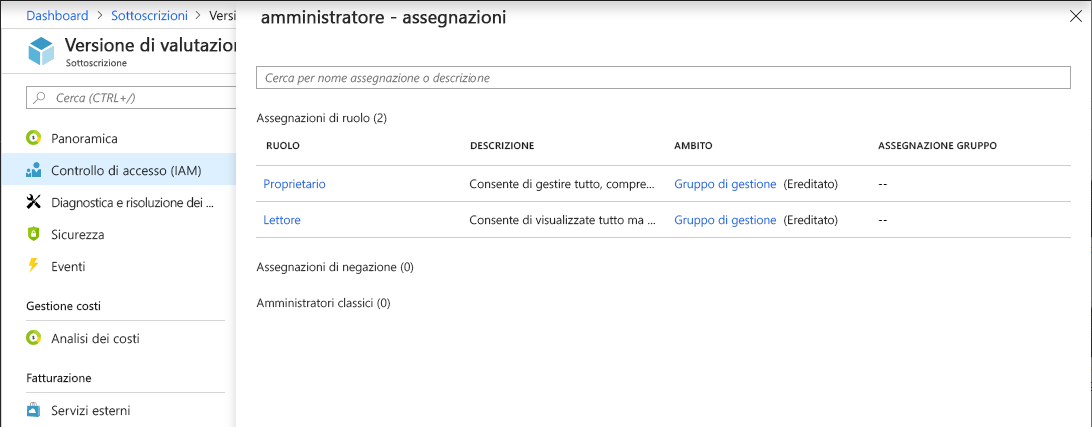 Dashboard > Sottoscrizioni > Versi
Versione di valutazion
Sottoscrizione
Cerca (CTRL+/)
Panoramica
Controllo di accesso (IAM)
Diagnostica e risoluzione dei ...
Sicurezza
Eventi
Gestione costi
Analisi dei costi
Fatturazione
Servizi esterni
amministratore - assegnazioni
Cerca per nome assegnazione o descrizione
Assegnazioni di ruolo (2)
RUOLO DESCRIZIONE AMBITO ASSEGNAZIONE GRUPPO
Proprietario Consente di gestire tutto, compre... Gruppo di gestione (Ereditato) --
Lettore Consente di visualizzate tutto ma ... Gruppo di gestione (Ereditato) --
Assegnazioni di negazione (0)
Amministratori classici (0)